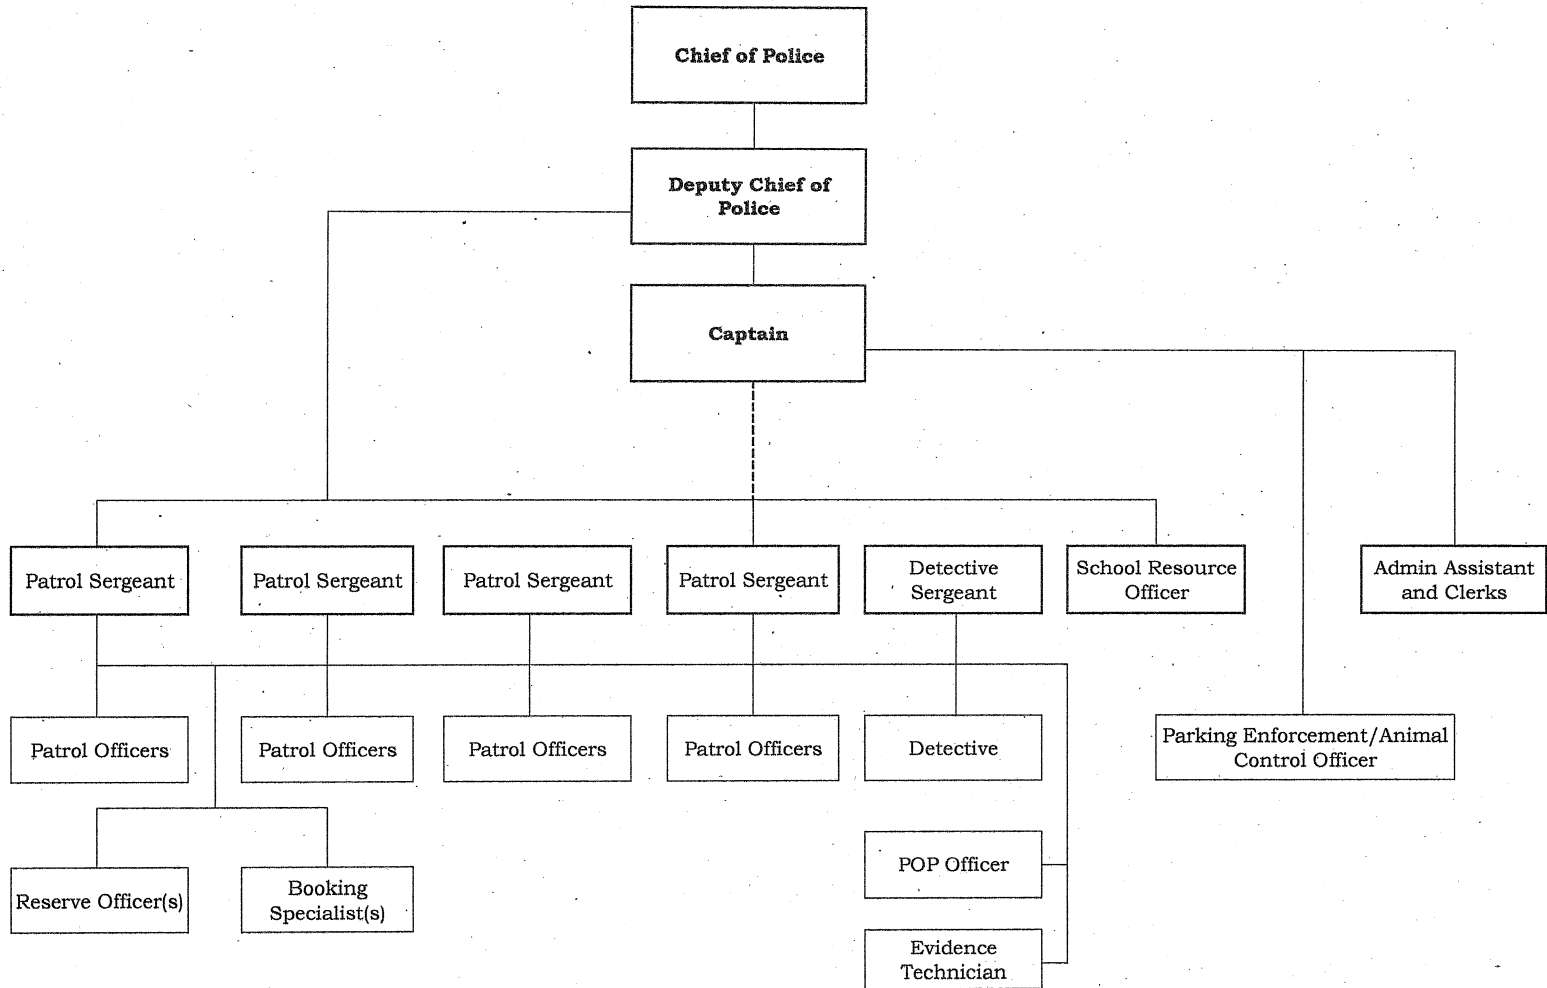 Chief of Police
Deputy Chief of
Police
Captain
Patrol Sergeant
Patrol Sergeant
Patrol Sergeant
Patrol Sergeant
Detective
Sergeant
School Resource
Officer
Admin Assistant
and Clerks
Patrol Officers
Patrol Officers
Patrol Officers
Patrol Officers
Detective
Parking Enforcement/Animal
Control Officer
POP Officer
Reserve Officer(s)
Booking
Specialist(s)
Evidence
Technician